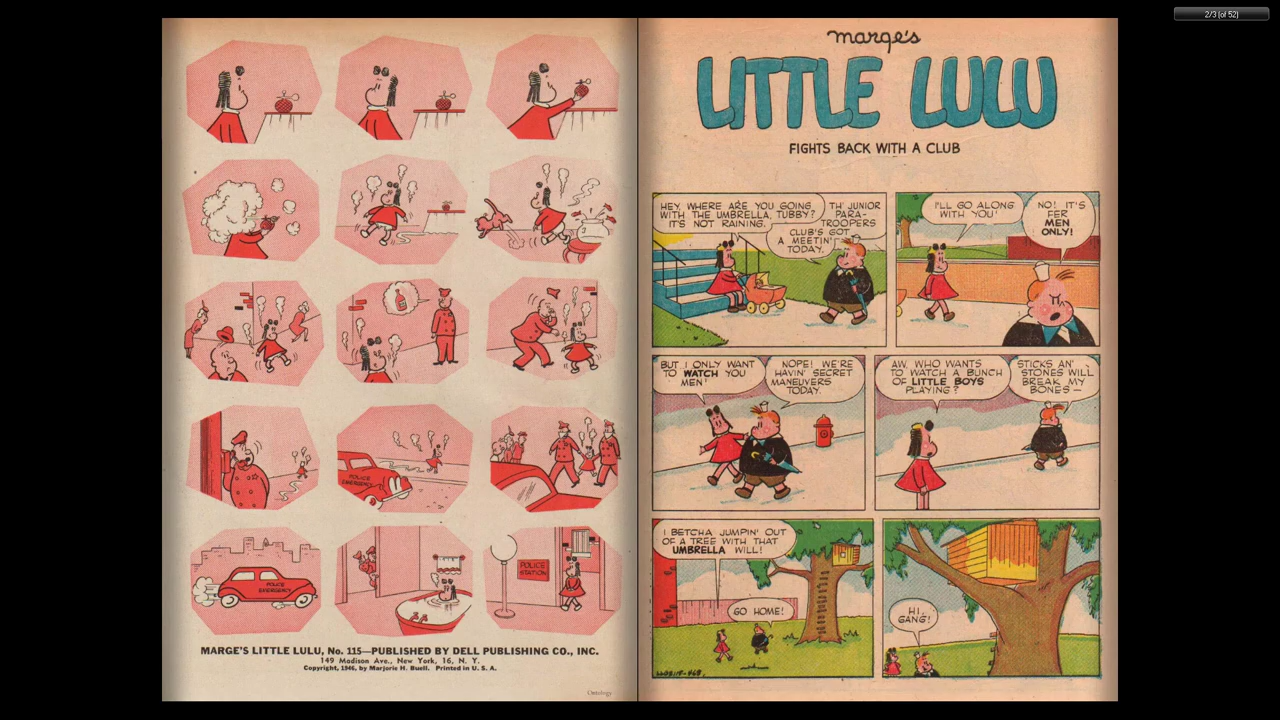 2/3 (of 52)
POLICE
EMERGENCY
POLICE
EMERGENCY
POLICE
STATION
MARGE'S LITTLE LULU, No. 115—PUBLISHED BY DELL PUBLISHING CO., INC.
149 Madison Ave., New York, 16, N. Y.
Copyright, 1946, by Marjorie H. Buell. Printed in U. S. A.
Ontology
marge's
LITTLE LULU
FIGHTS BACK WITH A CLUB
HEY, WHERE ARE YOU GOING
WITH THE UMBRELLA, TUBBY?
IT'S NOT RAINING.
TH' JUNIOR
PARA-
TROOPERS
CLUB'S GOT
A MEETIN'
TODAY.
I'LL GO ALONG
WITH YOU'
NO! IT'S
FER
MEN
ONLY!
BUT I ONLY WANT
TO WATCH YOU
MEN'
NOPE! WE'RE
HAVIN' SECRET
MANEUVERS
TODAY.
AW, WHO WANTS
TO WATCH A BUNCH
OF LITTLE BOYS
PLAYING?
STICKS AN'
STONES WILL
BREAK MY
BONES—
I BETCHA JUMPIN' OUT
OF A TREE WITH THAT
UMBRELLA WILL!
GO HOME!
HI,
GANG!